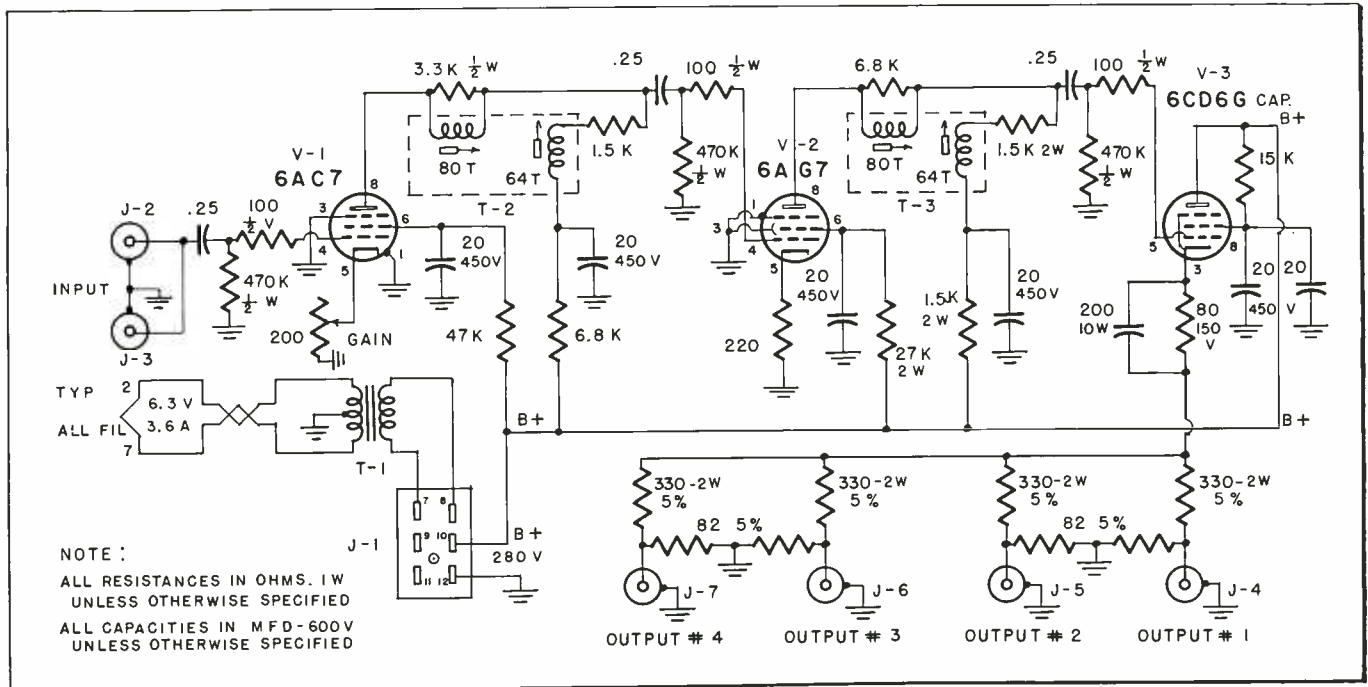 3.3 K 1/2 W
.25
100 1/2 W
6.8 K
.25
100 1/2 W
V-3
6CD6G CAP.
B+
V-1
6AC7
80 T
64T
1.5 K
T-2
470 K
1/2 W
V-2
6AG7
80T
64T
1.5K 2W
T-3
470 K
1/2 W
15 K
J-2
.25
100
1/2 V
470 K
1/2 W
INPUT
J-3
8
3
4
5
6
1
20
450V
20
450V
200
GAIN
47 K
6.8 K
8
1
3
4
5
6
20
450V
220
27 K
2 W
1.5K
2 W
20
450V
5
8
3
200
10W
80
150
V
20
450
20
V
TYP
ALL FIL
2
6.3 V
3.6 A
7
T-1
B+
B+
J-1
7 8
9 10
11 12
B+
280 V
330-2W
5%
330-2W
5%
330-2W
5%
330-2W
5%
82 5%
82 5%
J-7
J-6
J-5
J-4
OUTPUT # 4
OUTPUT # 3
OUTPUT # 2
OUTPUT # 1
NOTE :
ALL RESISTANCES IN OHMS. 1 W
UNLESS OTHERWISE SPECIFIED
ALL CAPACITIES IN MFD-600V
UNLESS OTHERWISE SPECIFIED